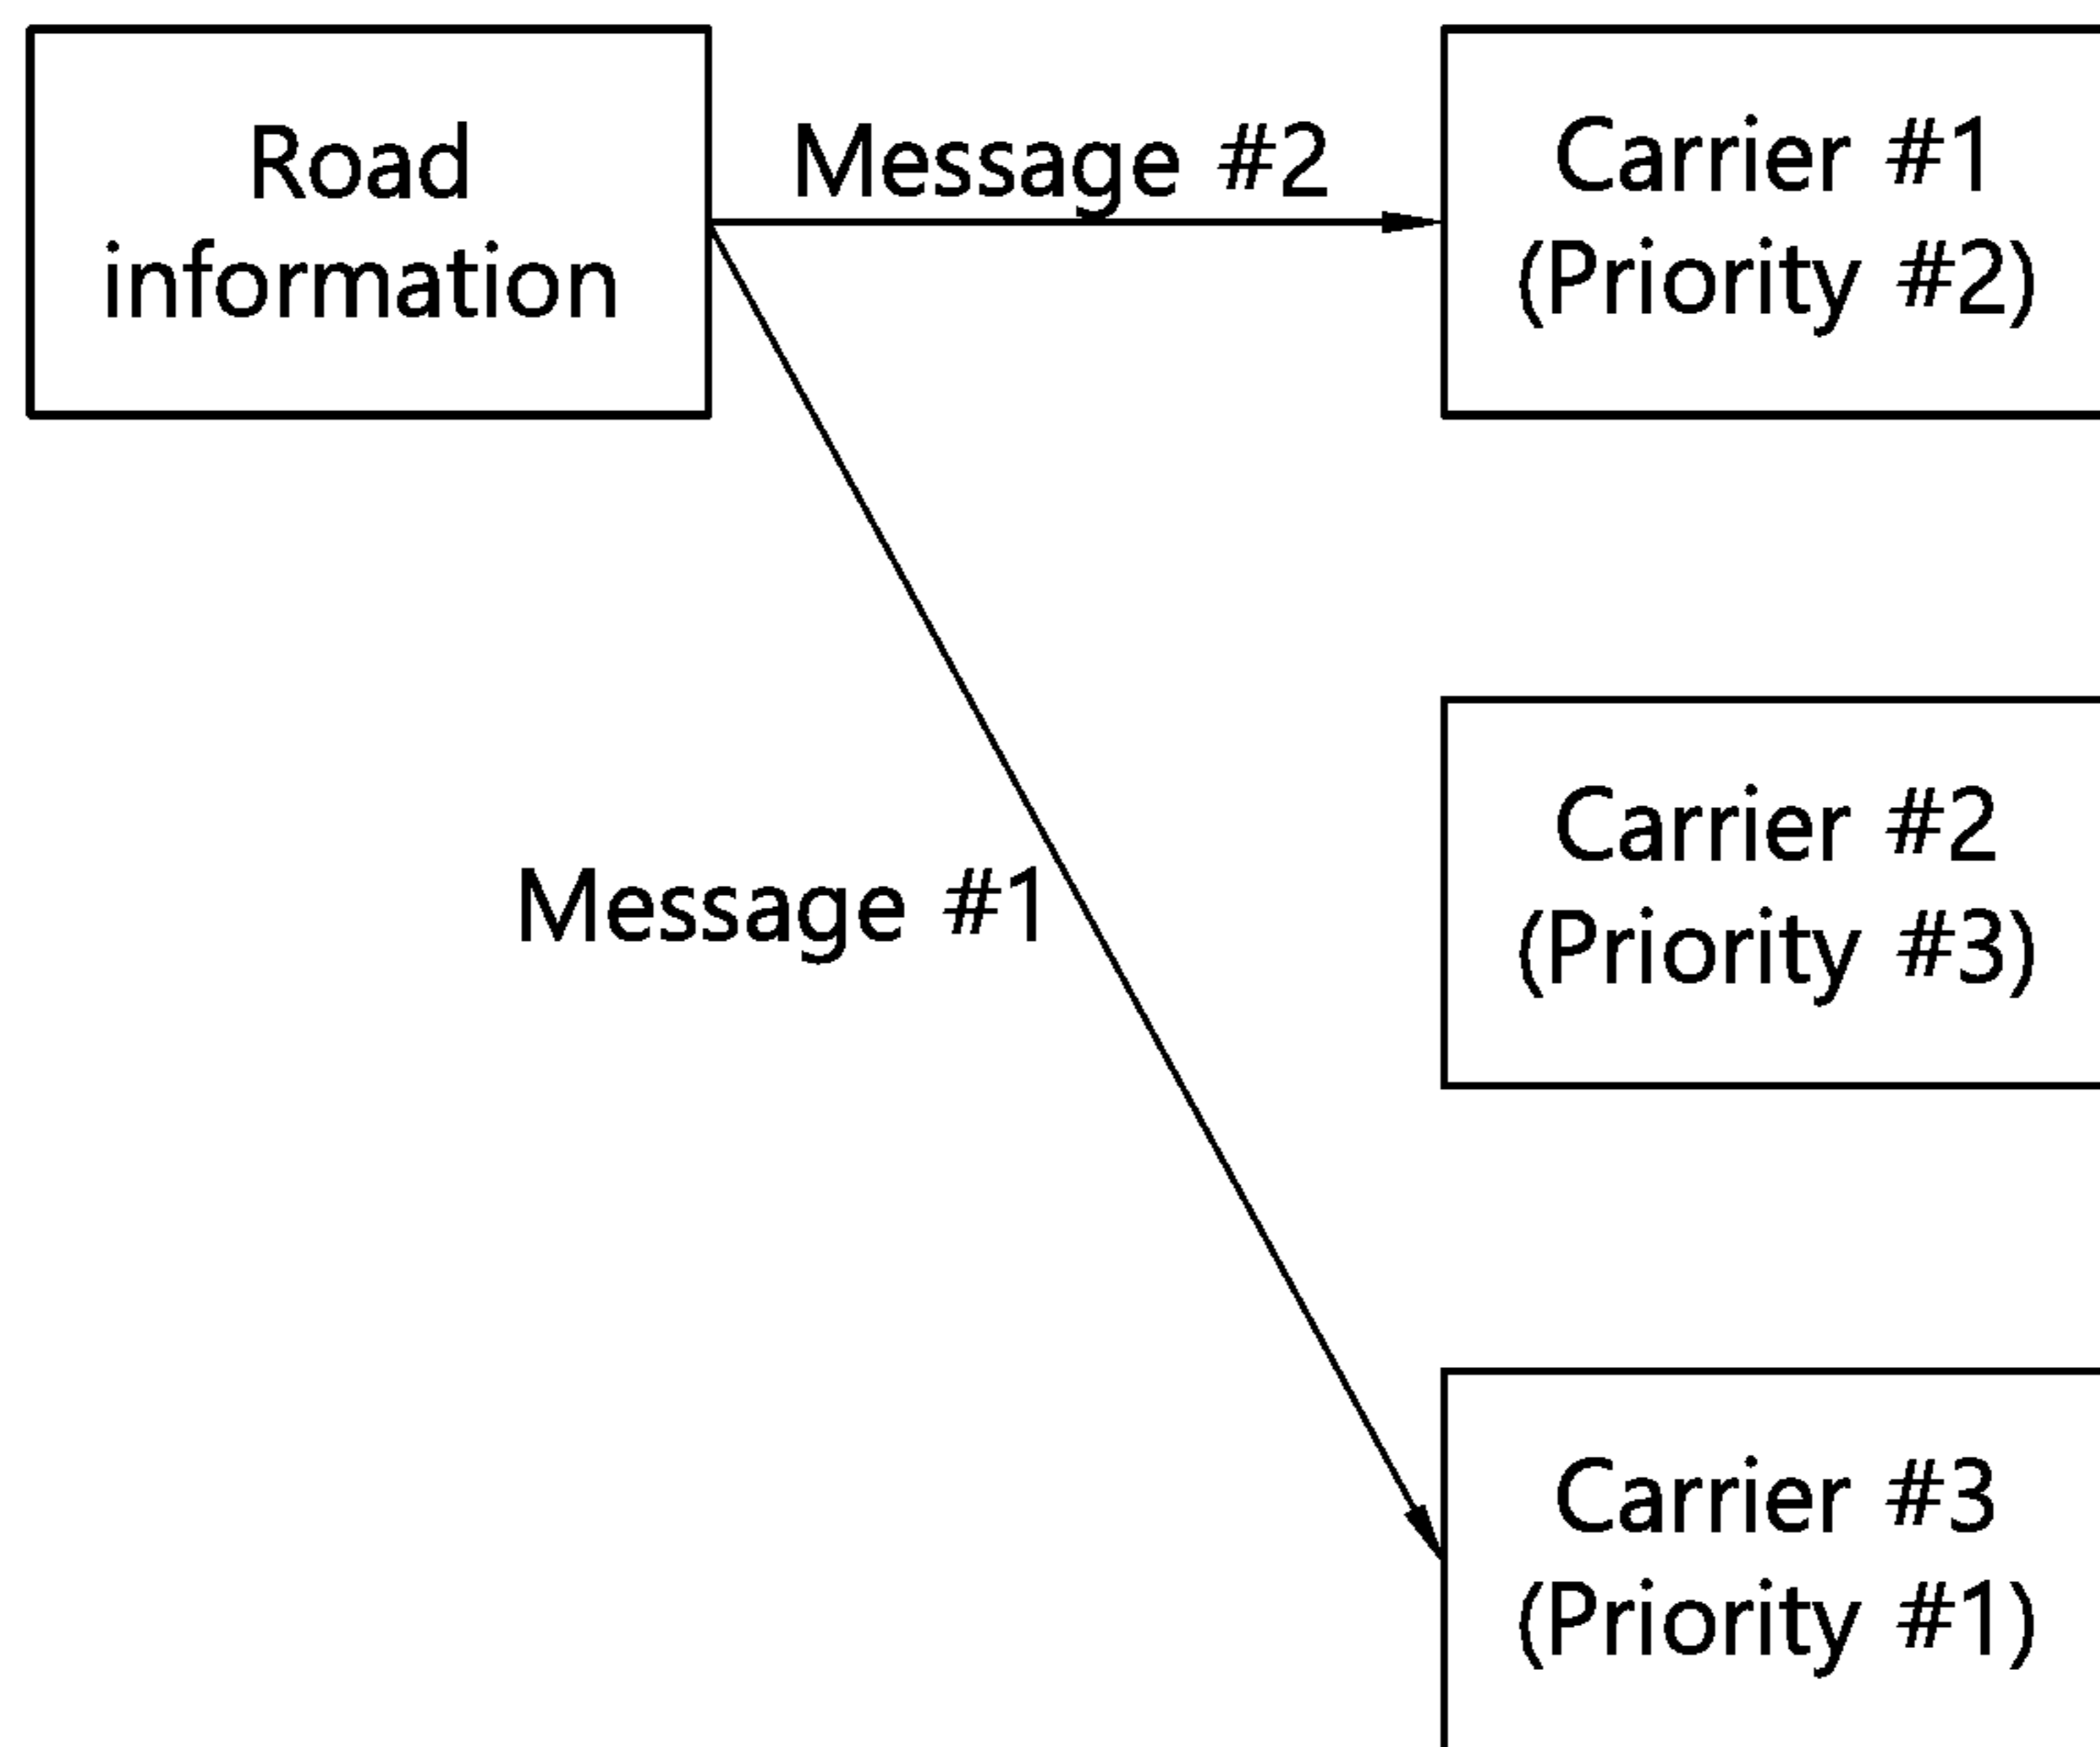 Road
information
Message #2
Carrier #1
(Priority #2)
Message #1
Carrier #2
(Priority #3)
Carrier #3
(Priority #1)